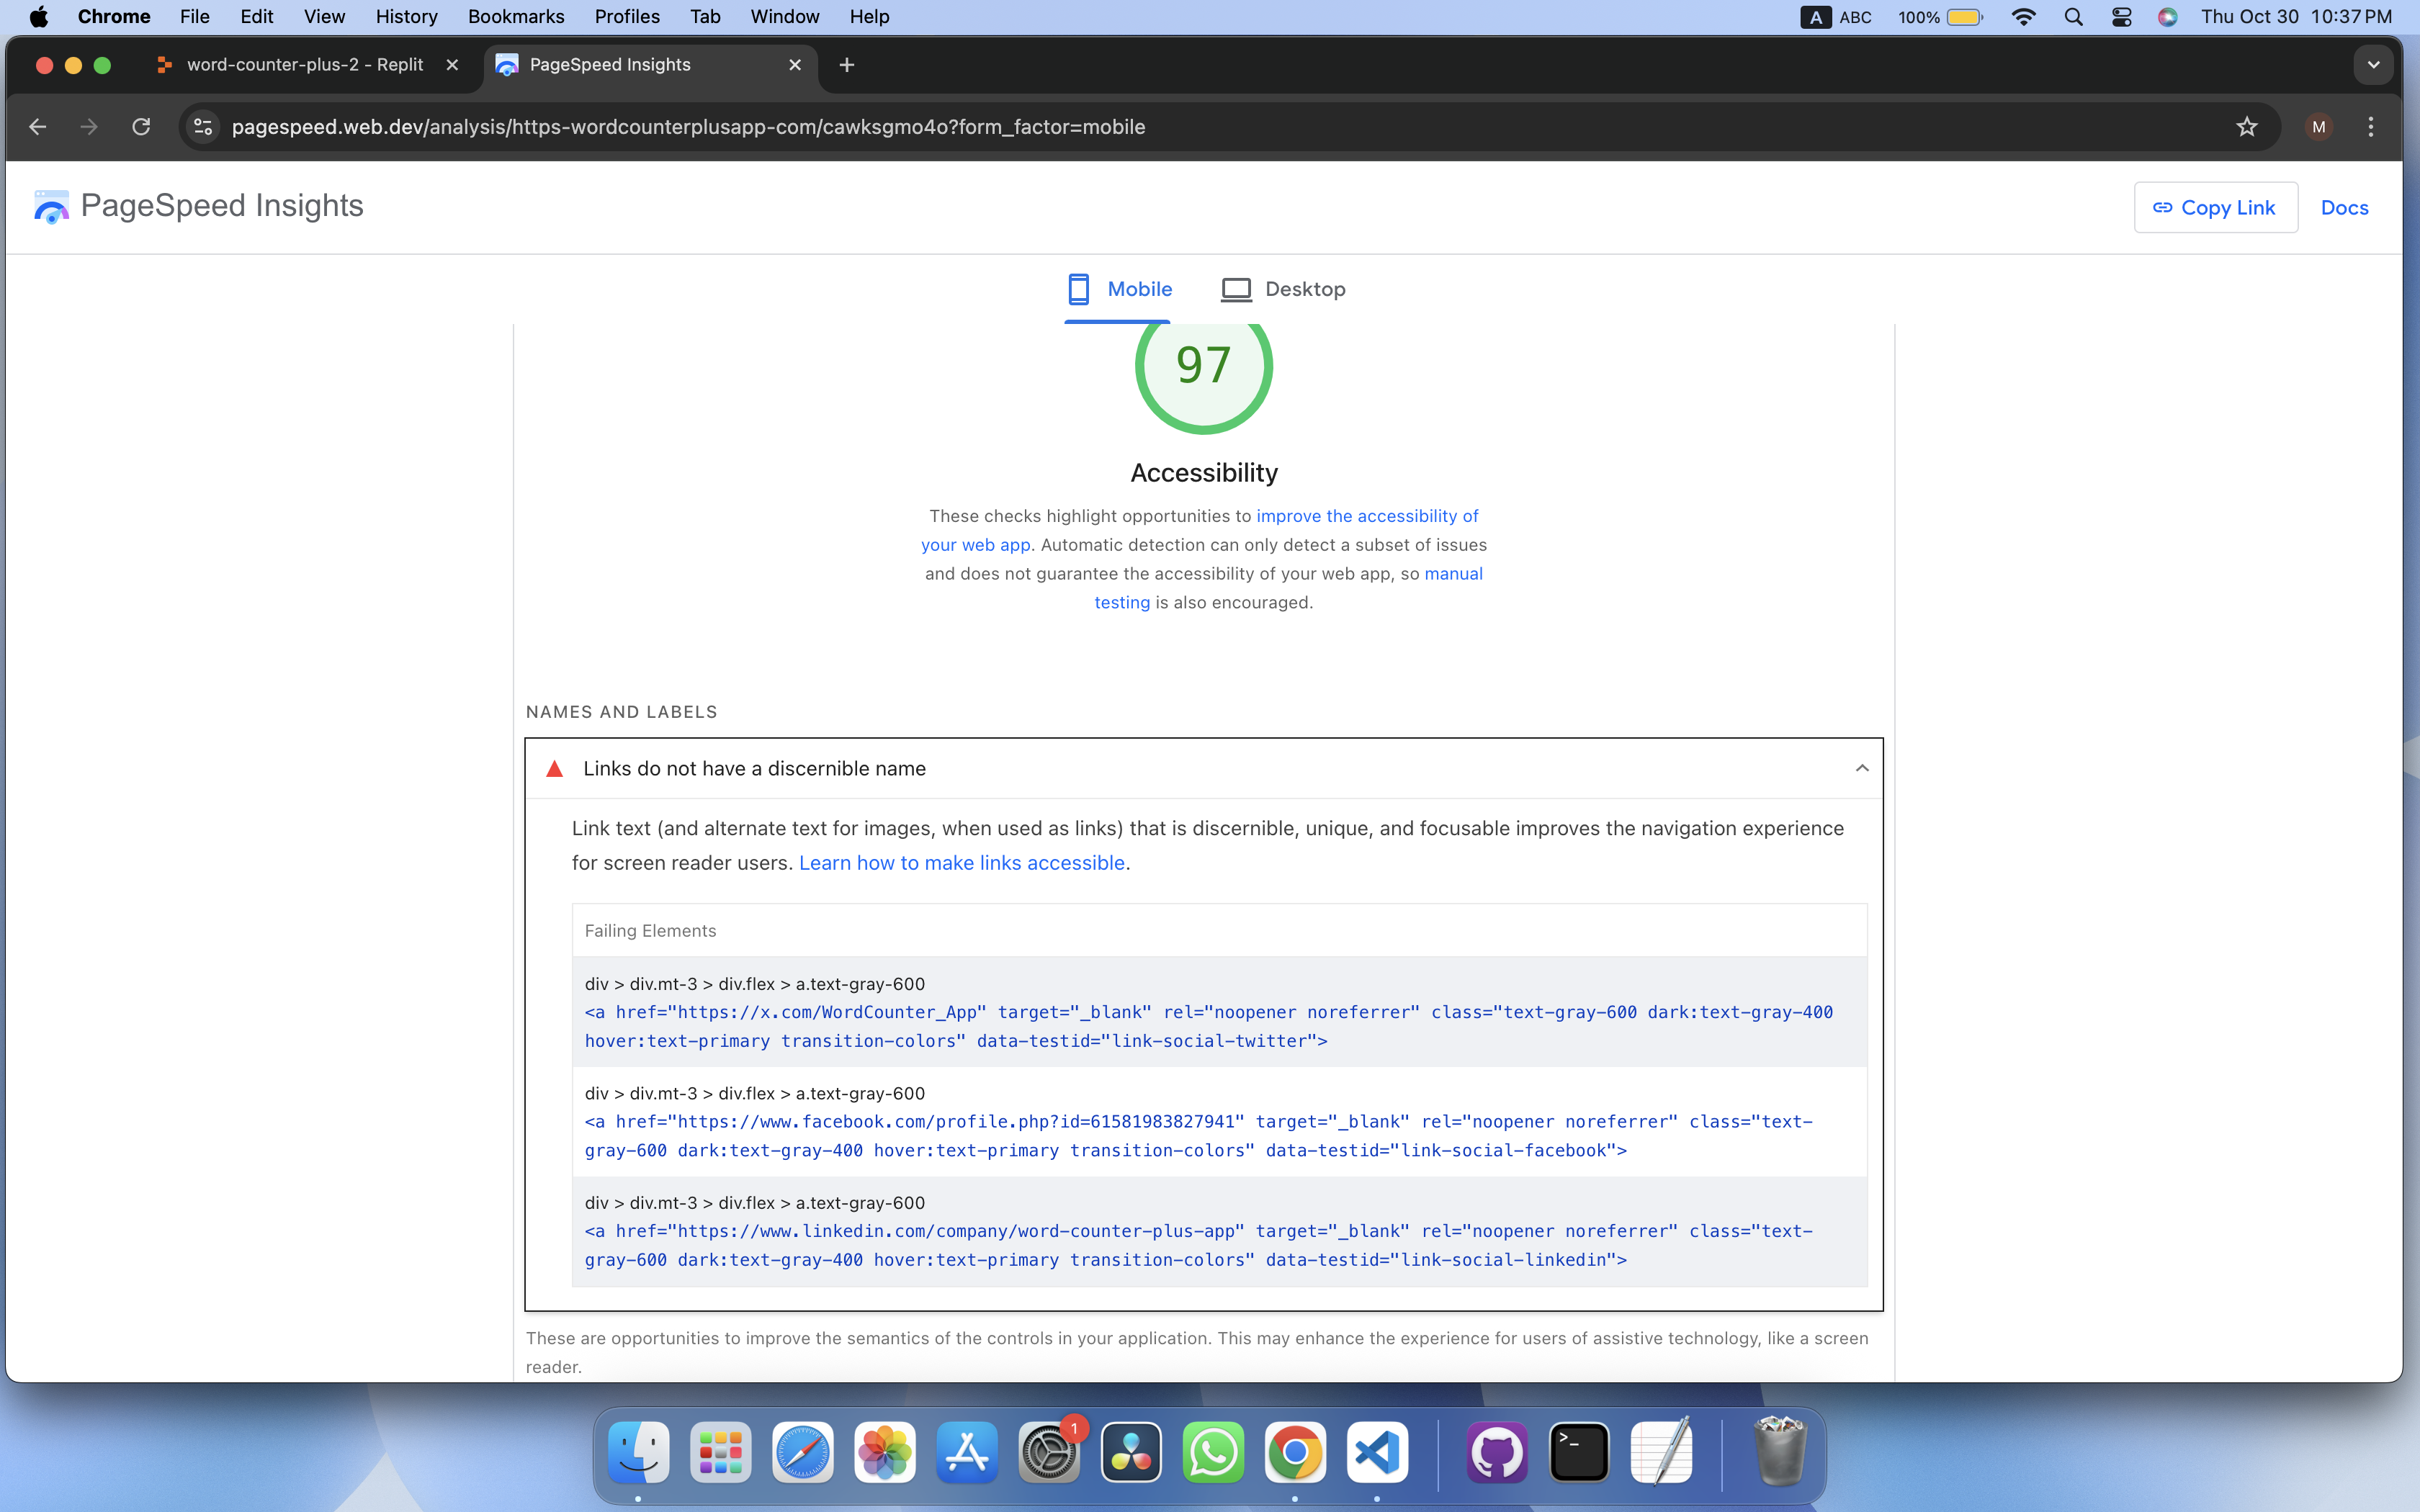 Chrome File Edit View History Bookmarks Profiles Tab Window Help A ABC 100% Thu Oct 30 10:37 PM
word-counter-plus-2 - Replit PageSpeed Insights
pagespeed.web.dev/analysis/https-wordcounterplusapp-com/cawksgmo4o?form_factor=mobile M
PageSpeed Insights Copy Link Docs
Mobile Desktop
97
Accessibility
These checks highlight opportunities to improve the accessibility of
your web app. Automatic detection can only detect a subset of issues
and does not guarantee the accessibility of your web app, so manual
testing is also encouraged.
NAMES AND LABELS
Links do not have a discernible name
Link text (and alternate text for images, when used as links) that is discernible, unique, and focusable improves the navigation experience
for screen reader users. Learn how to make links accessible.
Failing Elements
div > div.mt-3 > div.flex > a.text-gray-600
<a href="https://x.com/WordCounter_App" target="_blank" rel="noopener noreferrer" class="text-gray-600 dark:text-gray-400
hover:text-primary transition-colors" data-testid="link-social-twitter">
div > div.mt-3 > div.flex > a.text-gray-600
<a href="https://www.facebook.com/profile.php?id=61581983827941" target="_blank" rel="noopener noreferrer" class="text-
gray-600 dark:text-gray-400 hover:text-primary transition-colors" data-testid="link-social-facebook">
div > div.mt-3 > div.flex > a.text-gray-600
<a href="https://www.linkedin.com/company/word-counter-plus-app" target="_blank" rel="noopener noreferrer" class="text-
gray-600 dark:text-gray-400 hover:text-primary transition-colors" data-testid="link-social-linkedin">
These are opportunities to improve the semantics of the controls in your application. This may enhance the experience for users of assistive technology, like a screen
reader.
1
>_